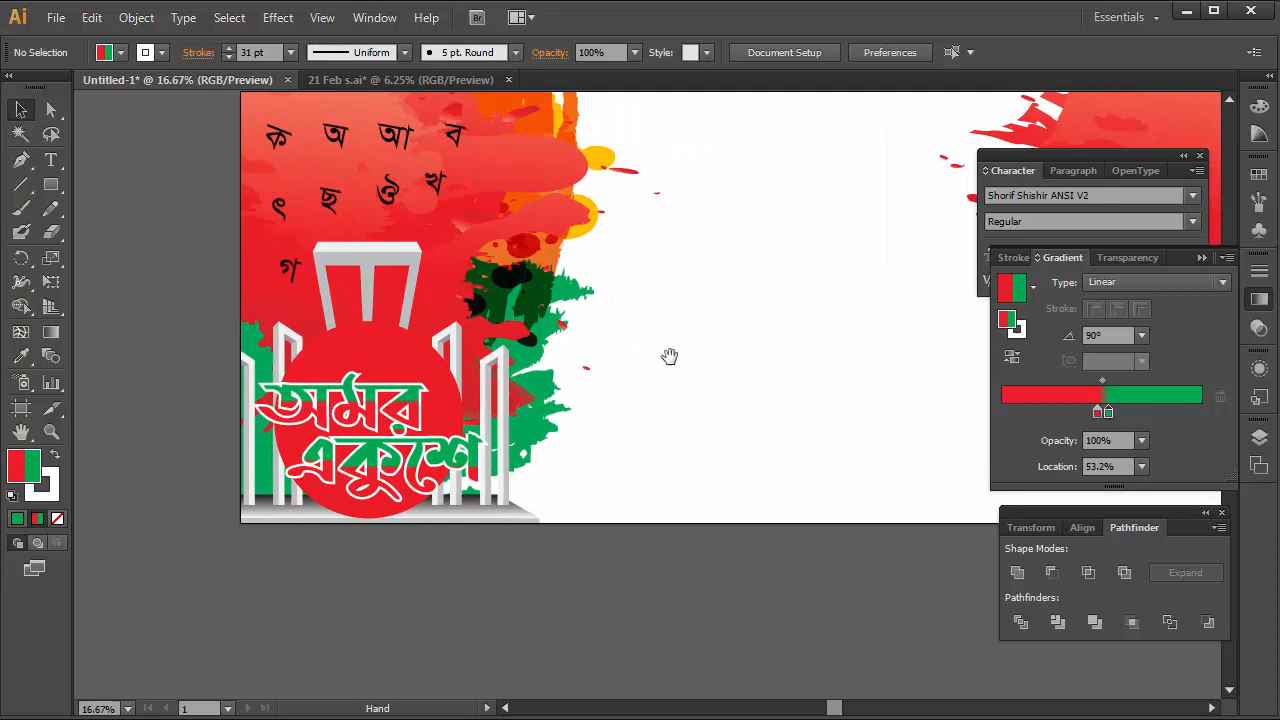 Ai File Edit Object Type Select Effect View Window Help Br Essentials
No Selection Stroke: 31 pt Uniform 5 pt. Round Opacity: 100% Style: Document Setup Preferences
Untitled-1* @ 16.67% (RGB/Preview) × 21 Feb s.ai* @ 6.25% (RGB/Preview) ×
ক অ আ ব
ৎ ছ ঔ খ
গ
অমর
একুশে
Character Paragraph OpenType
Shorif Shishir ANSI V2
Regular
Stroke Gradient Transparency
Type: Linear
Stroke:
90°
Opacity: 100%
Location: 53.2%
Transform Align Pathfinder
Shape Modes:
Expand
Pathfinders:
16.67% 1 Hand